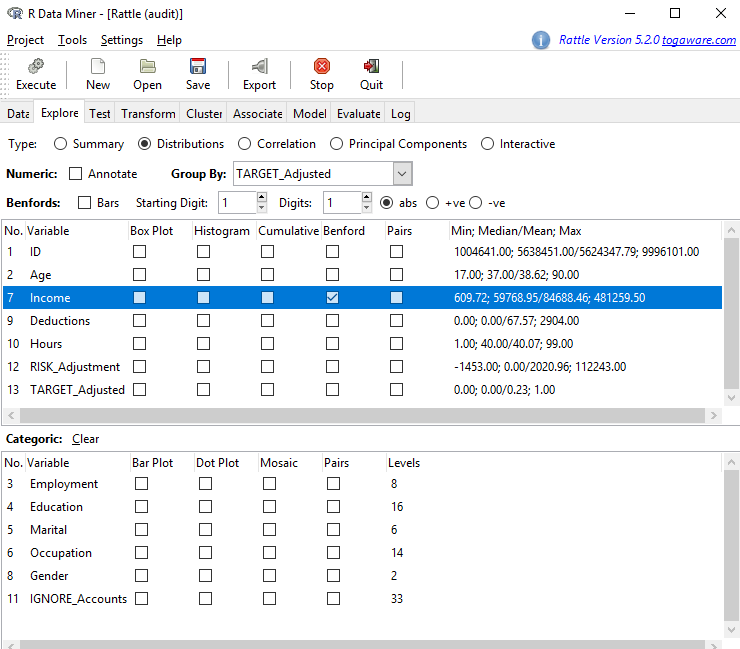 R Data Miner - [Rattle (audit)]
Project Tools Settings Help
Rattle Version 5.2.0 togaware.com
Execute New Open Save Export Stop Quit
Data Explore Test Transform Cluster Associate Model Evaluate Log
Type: Summary Distributions Correlation Principal Components Interactive
Numeric: Annotate Group By: TARGET_Adjusted
Benfords: Bars Starting Digit: 1 Digits: 1 abs +ve -ve
No. Variable Box Plot Histogram Cumulative Benford Pairs Min; Median/Mean; Max
1 ID 1004641.00; 5638451.00/5624347.79; 9996101.00
2 Age 17.00; 37.00/38.62; 90.00
7 Income 609.72; 59768.95/84688.46; 481259.50
9 Deductions 0.00; 0.00/67.57; 2904.00
10 Hours 1.00; 40.00/40.07; 99.00
12 RISK_Adjustment -1453.00; 0.00/2020.96; 112243.00
13 TARGET_Adjusted 0.00; 0.00/0.23; 1.00
Categoric: Clear
No. Variable Bar Plot Dot Plot Mosaic Pairs Levels
3 Employment 8
4 Education 16
5 Marital 6
6 Occupation 14
8 Gender 2
11 IGNORE_Accounts 33